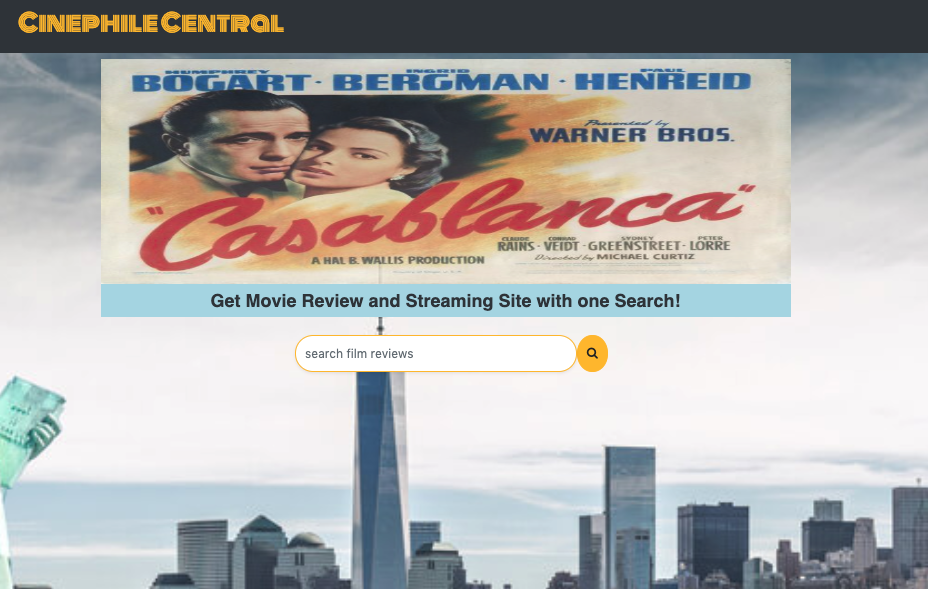 CINEPHILE CENTRAL
HUMPHREY INGRID PAUL
BOGART · BERGMAN · HENREID
Presented by
WARNER BROS.
"Casablanca"
CLAUDE CONRAD SYDNEY PETER
RAINS · VEIDT · GREENSTREET · LORRE
A HAL B. WALLIS PRODUCTION
Directed by MICHAEL CURTIZ
Get Movie Review and Streaming Site with one Search!
search film reviews